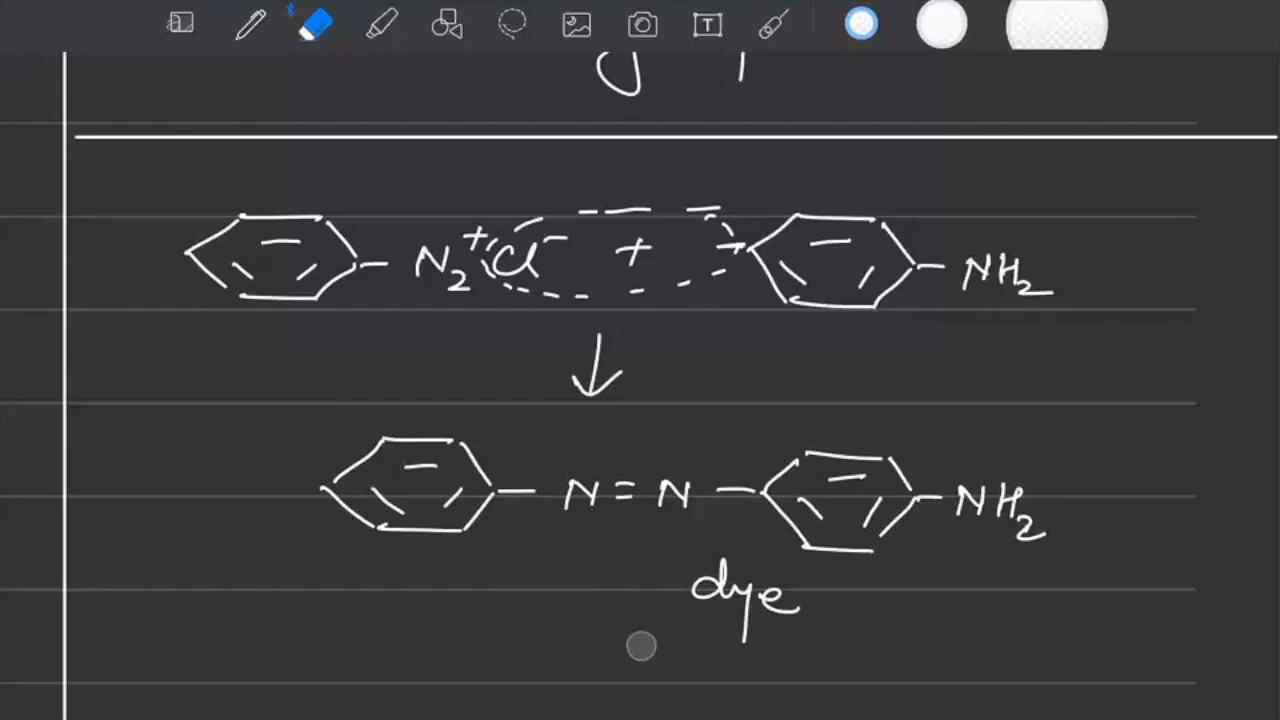 N₂⁺Cl⁻ + NH₂
N=N NH₂
dye